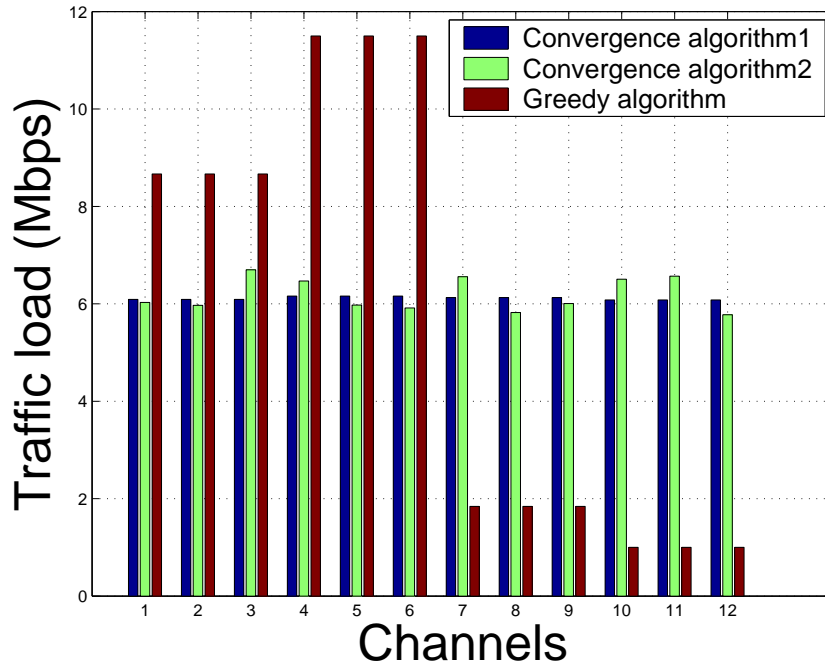 12
10
8
6
4
2
0
Traffic load (Mbps)
Convergence algorithm1
Convergence algorithm2
Greedy algorithm
1 2 3 4 5 6 7 8 9 10 11 12
Channels